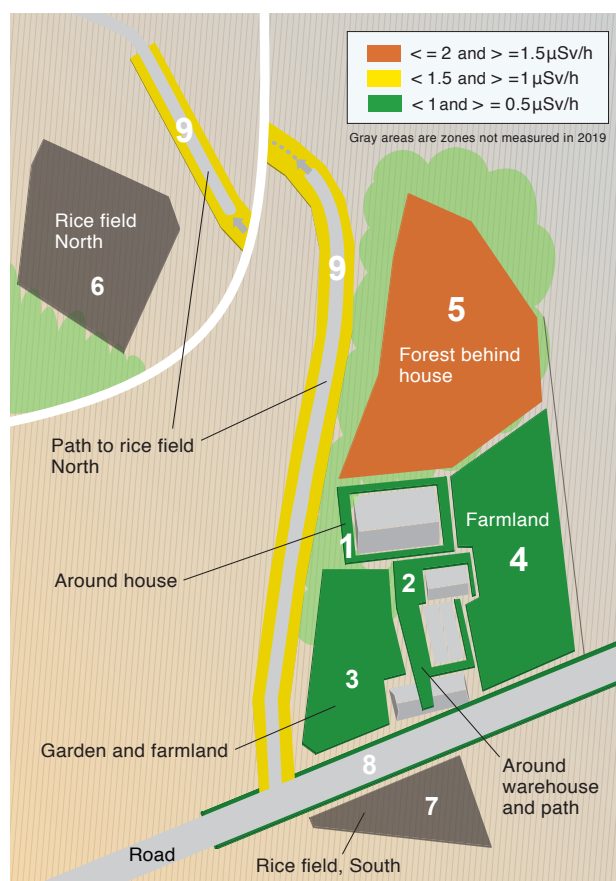 < = 2 and > =1.5µSv/h
< 1.5 and > =1µSv/h
< 1and > = 0.5µSv/h
Gray areas are zones not measured in 2019
9
Rice field
North
6
9
5
Forest behind
house
Path to rice field
North
Farmland
4
1
2
Around house
3
Garden and farmland
8
Around
warehouse
and path
7
Road
Rice field, South